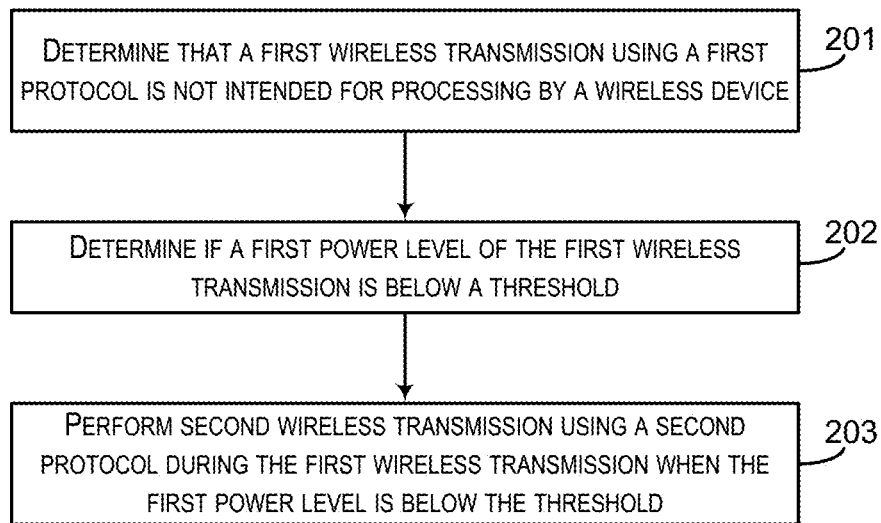 DETERMINE THAT A FIRST WIRELESS TRANSMISSION USING A FIRST
PROTOCOL IS NOT INTENDED FOR PROCESSING BY A WIRELESS DEVICE
201
DETERMINE IF A FIRST POWER LEVEL OF THE FIRST WIRELESS
TRANSMISSION IS BELOW A THRESHOLD
202
PERFORM SECOND WIRELESS TRANSMISSION USING A SECOND
PROTOCOL DURING THE FIRST WIRELESS TRANSMISSION WHEN THE
FIRST POWER LEVEL IS BELOW THE THRESHOLD
203